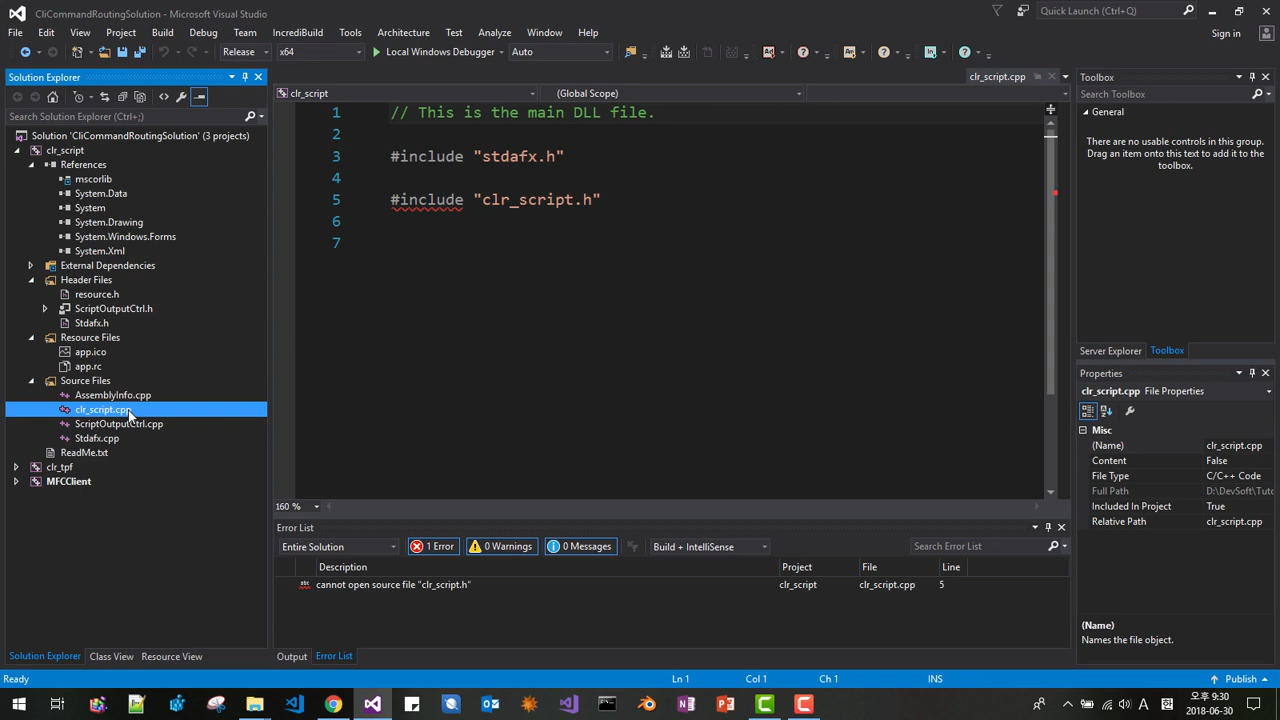 CliCommandRoutingSolution - Microsoft Visual Studio
Quick Launch (Ctrl+Q)
File Edit View Project Build Debug Team IncrediBuild Tools Architecture Test Analyze Window Help
Sign in
Release x64 Local Windows Debugger Auto
Solution Explorer
Search Solution Explorer (Ctrl+;)
Solution 'CliCommandRoutingSolution' (3 projects)
clr_script
References
mscorlib
System.Data
System
System.Drawing
System.Windows.Forms
System.Xml
External Dependencies
Header Files
resource.h
ScriptOutputCtrl.h
Stdafx.h
Resource Files
app.ico
app.rc
Source Files
AssemblyInfo.cpp
clr_script.cpp
ScriptOutputCtrl.cpp
Stdafx.cpp
ReadMe.txt
clr_tpf
MFCClient
Solution Explorer Class View Resource View
clr_script.cpp
clr_script (Global Scope)
1 // This is the main DLL file.
2
3 #include "stdafx.h"
4
5 #include "clr_script.h"
6
7
160 %
Error List
Entire Solution 1 Error 0 Warnings 0 Messages Build + IntelliSense Search Error List
Description Project File Line
cannot open source file "clr_script.h" clr_script clr_script.cpp 5
Output Error List
Toolbox
Search Toolbox
General
There are no usable controls in this group.
Drag an item onto this text to add it to the
toolbox.
Server Explorer Toolbox
Properties
clr_script.cpp File Properties
Misc
(Name) clr_script.cpp
Content False
File Type C/C++ Code
Full Path D:\DevSoft\Tuto
Included In Project True
Relative Path clr_script.cpp
(Name)
Names the file object.
Ready Ln 1 Col 1 Ch 1 INS Publish
A
오후 9:30
2018-06-30